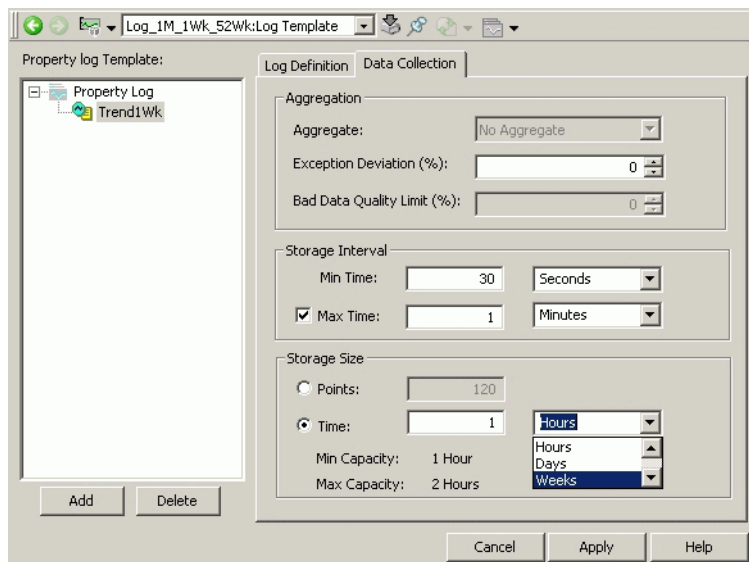 Log_1M_1Wk_52Wk:Log Template
Property log Template:
Property Log
Trend1Wk
Add
Delete
Log Definition
Data Collection
Aggregation
Aggregate:
No Aggregate
Exception Deviation (%):
0
Bad Data Quality Limit (%):
0
Storage Interval
Min Time:
30
Seconds
Max Time:
1
Minutes
Storage Size
Points:
120
Time:
1
Hours
Hours
Days
Weeks
Min Capacity:
1 Hour
Max Capacity:
2 Hours
Cancel
Apply
Help